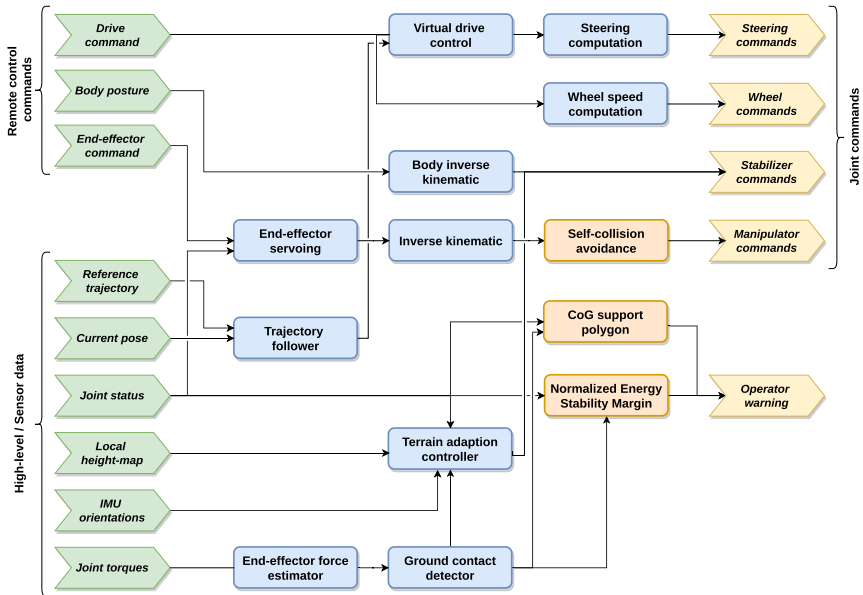 Remote control
commands
Drive
command
Body posture
End-effector
command
Virtual drive
control
Steering
computation
Steering
commands
Wheel speed
computation
Wheel
commands
Body inverse
kinematic
Stabilizer
commands
End-effector
servoing
Inverse kinematic
Self-collision
avoidance
Manipulator
commands
Joint commands
High-level / Sensor data
Reference
trajectory
Current pose
Trajectory
follower
CoG support
polygon
Joint status
Normalized Energy
Stability Margin
Operator
warning
Local
height-map
Terrain adaption
controller
IMU
orientations
Joint torques
End-effector force
estimator
Ground contact
detector